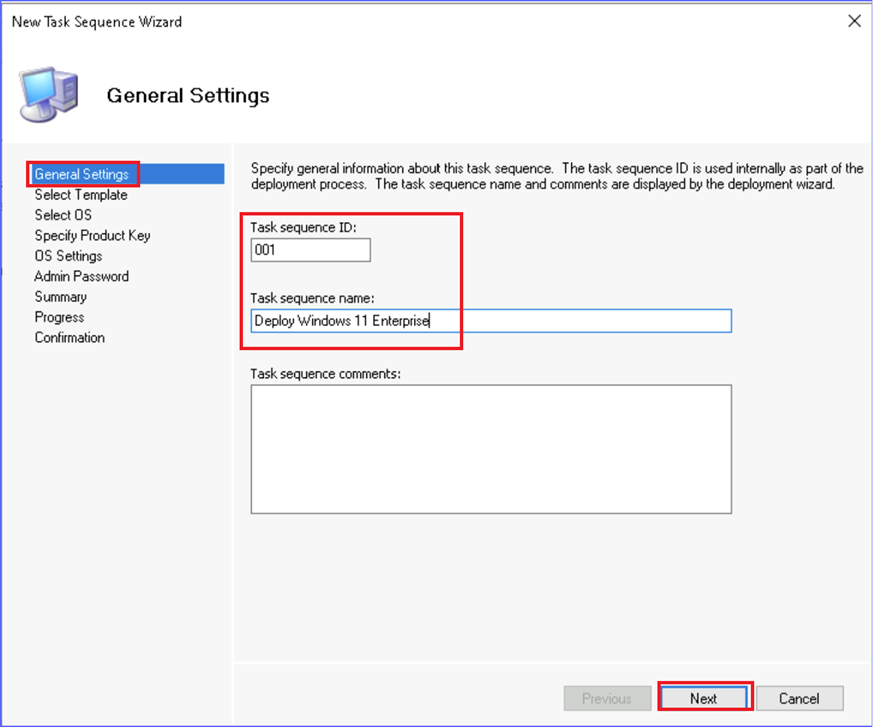 New Task Sequence Wizard
General Settings
General Settings
Select Template
Select OS
Specify Product Key
OS Settings
Admin Password
Summary
Progress
Confirmation
Specify general information about this task sequence.  The task sequence ID is used internally as part of the
deployment process.  The task sequence name and comments are displayed by the deployment wizard.
Task sequence ID:
001
Task sequence name:
Deploy Windows 11 Enterprise
Task sequence comments:
Previous
Next
Cancel